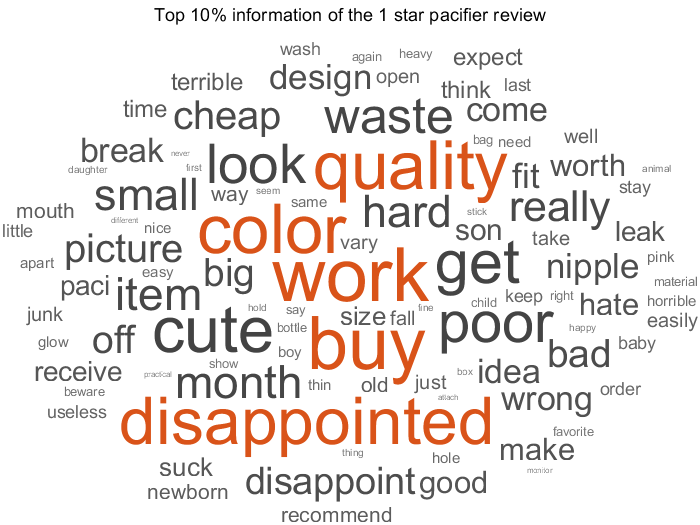 Top 10% information of the 1 star pacifier review
wash
again
heavy
expect
terrible
design
open
think
last
time
cheap
waste
come
never
break
look
quality
bag
need
well
daughter
first
fit
worth
animal
small
way
seem
same
hard
really
stay
mouth
different
stick
little
nice
color
vary
son
take
leak
picture
work
get
nipple
pink
apart
easy
big
material
paci
item
hold
say
size
fall
fine
child
keep
right
hate
horrible
junk
cute
bottle
buy
poor
happy
easily
glow
off
boy
bad
baby
receive
show
practical
month
thin
old
just
box
idea
beware
attach
wrong
order
useless
disappointed
favorite
thing
hole
make
suck
disappoint
good
monitor
newborn
recommend